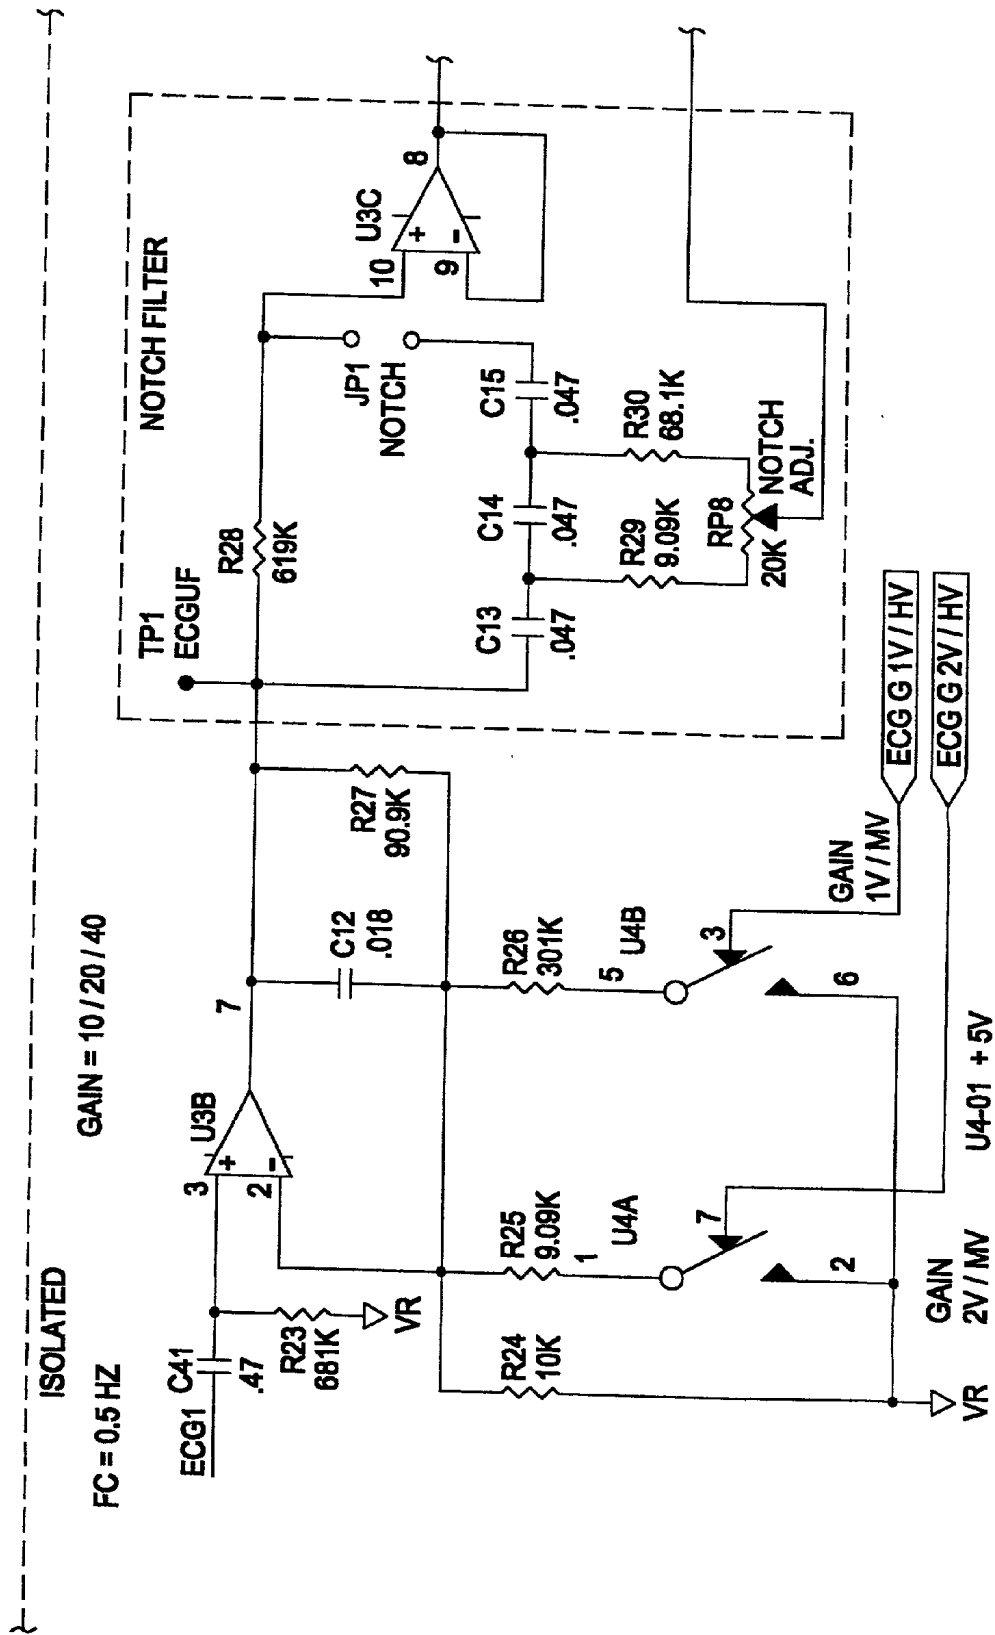 ISOLATED
FC = 0.5 HZ
GAIN = 10 / 20 / 40
TP1
ECGUF
NOTCH FILTER
ECG1
C41
.47
R23
681K
VR
3
2
U3B
+
-
7
C12
.018
R27
90.9K
R28
619K
JP1
NOTCH
10
9
U3C
+
-
8
C13
.047
C14
.047
C15
.047
R29
9.09K
R30
68.1K
RP8
20K
NOTCH
ADJ.
R24
10K
R25
9.09K
1
U4A
7
2
R26
301K
5
U4B
3
6
GAIN
1V / MV
ECG G 1V / HV
ECG G 2V / HV
VR
GAIN
2V / MV
U4-01 + 5V